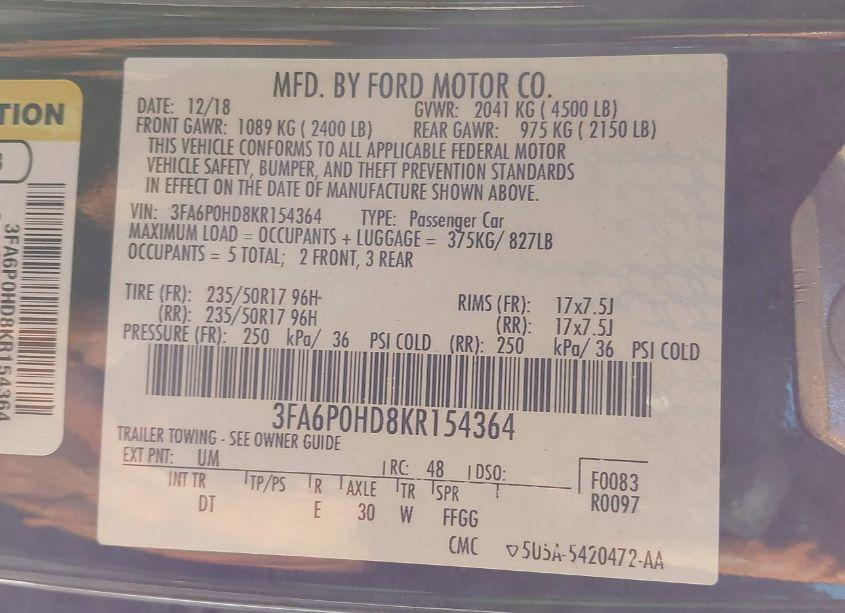 MFD. BY FORD MOTOR CO.
DATE: 12/18 GVWR: 2041 KG ( 4500 LB)
FRONT GAWR: 1089 KG ( 2400 LB) REAR GAWR: 975 KG ( 2150 LB)
THIS VEHICLE CONFORMS TO ALL APPLICABLE FEDERAL MOTOR
VEHICLE SAFETY, BUMPER, AND THEFT PREVENTION STANDARDS
IN EFFECT ON THE DATE OF MANUFACTURE SHOWN ABOVE.
VIN: 3FA6P0HD8KR154364 TYPE: Passenger Car
MAXIMUM LOAD = OCCUPANTS + LUGGAGE = 375KG/ 827LB
OCCUPANTS = 5 TOTAL; 2 FRONT, 3 REAR
TIRE (FR): 235/50R17 96H RIMS (FR): 17x7.5J
(RR): 235/50R17 96H (RR): 17x7.5J
PRESSURE (FR): 250 kPa/ 36 PSI COLD (RR): 250 kPa/ 36 PSI COLD
3FA6P0HD8KR154364
TRAILER TOWING - SEE OWNER GUIDE
EXT PNT: UM RC: 48 DSO:
INT TR TP/PS R AXLE TR SPR
DT E 30 W FFGG
F0083
R0097
CMC ▽5U5A-5420472-AA
TION
3FA6P0HD8KR154364